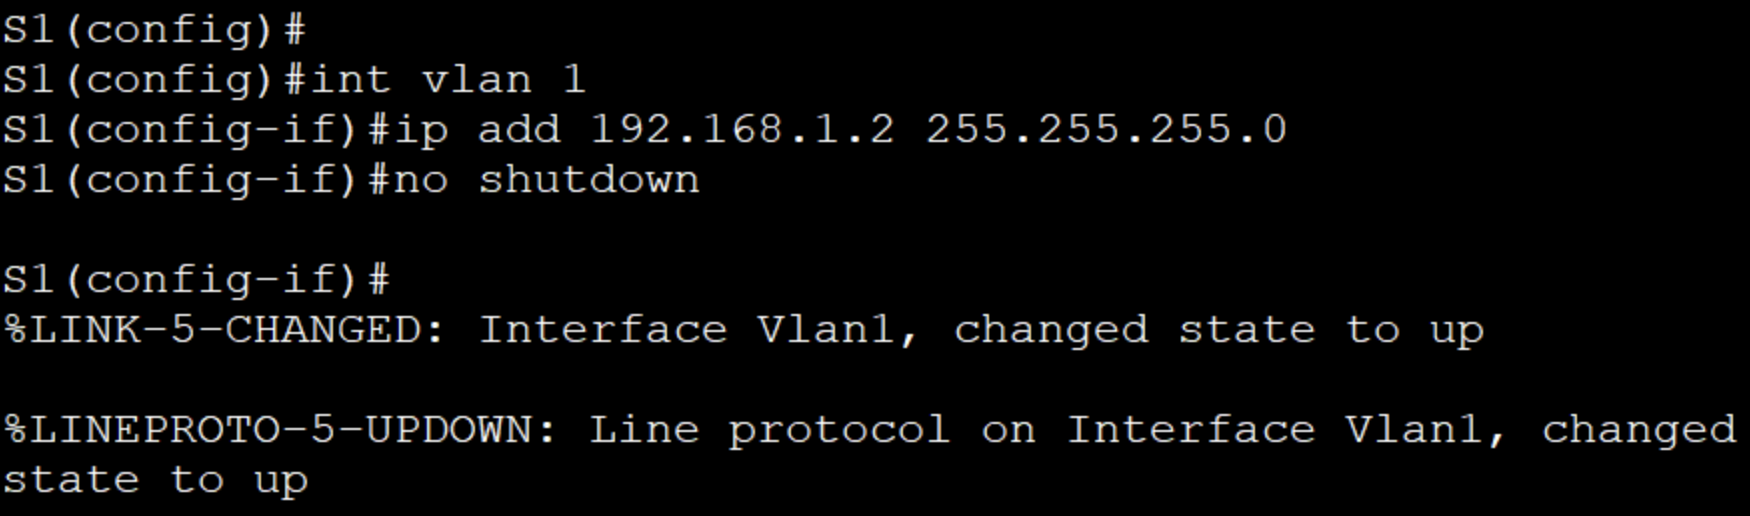 S1(config)#
S1(config)#int vlan 1
S1(config-if)#ip add 192.168.1.2 255.255.255.0
S1(config-if)#no shutdown
S1(config-if)#
%LINK-5-CHANGED: Interface Vlan1, changed state to up
%LINEPROTO-5-UPDOWN: Line protocol on Interface Vlan1, changed
state to up